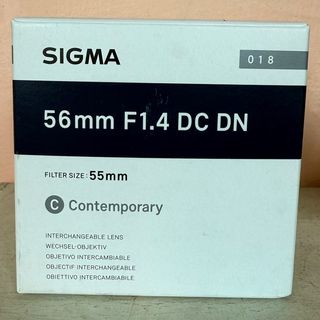 SIGMA
018
56mm F1.4 DC DN
FILTER SIZE: 55mm
C Contemporary
INTERCHANGEABLE LENS
WECHSEL-OBJEKTIV
OBJETIVO INTERCAMBIABLE
OBJECTIF INTERCHANGEABLE
OBIETTIVO INTERCAMBIABILE